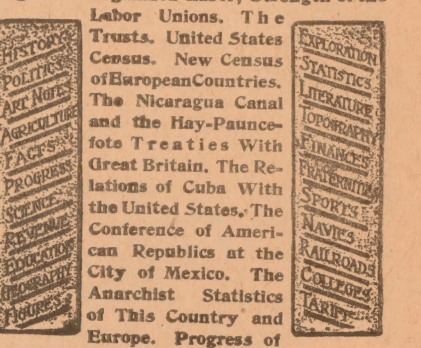 Labor Unions. The
Trusts. United States
Census. New Census
of European Countries.
The Nicaragua Canal
and the Hay-Paunce-
fote Treaties With
Great Britain. The Re-
lations of Cuba With
the United States. The
Conference of Ameri-
can Republics at the
City of Mexico. The
Anarchist Statistics
of This Country and
Europe. Progress of
HISTORY
POLITICS
ART NOTES
AGRICULTURE
FACTS
PROGRESS
SCIENCE
REVENUE
EDUCATION
GEOGRAPHY
FIGURES
EXPLORATION
STATISTICS
LITERATURE
TOPOGRAPHY
FINANCES
FRATERNITIES
SPORTS
NAVIES
RAILROADS
COLLEGES
TARIFF